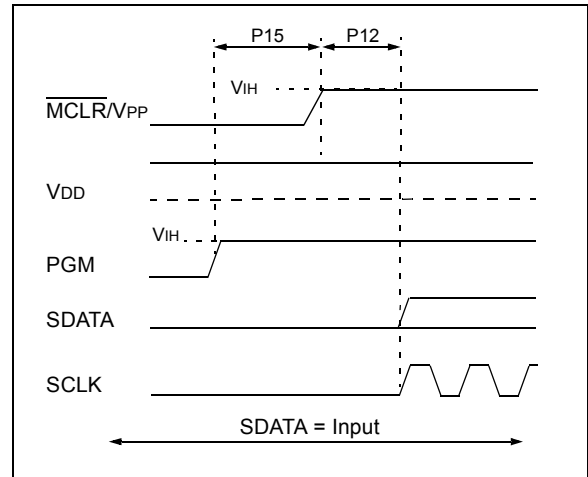 P15 P12
VIH
MCLR/VPP
VDD
VIH
PGM
SDATA
SCLK
SDATA = Input